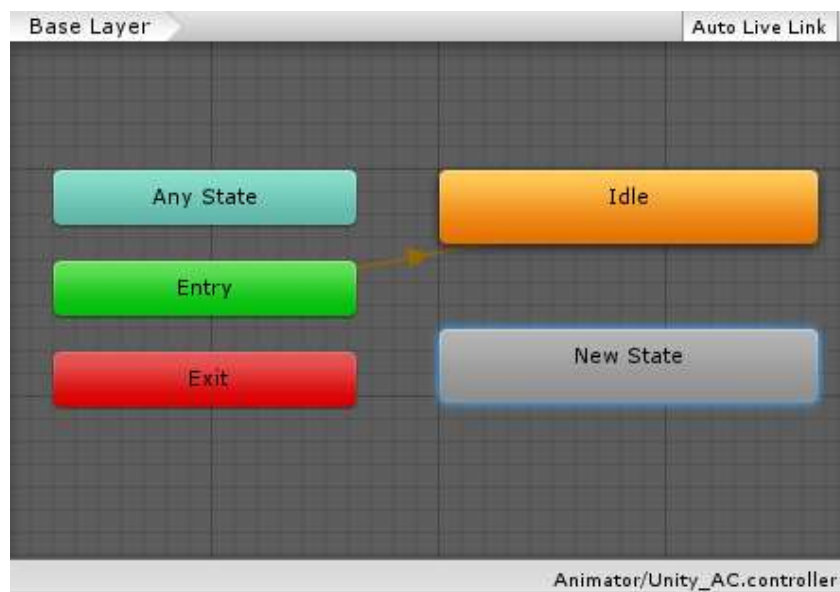 Base Layer
Auto Live Link
Any State
Idle
Entry
New State
Exit
Animator/Unity_AC.controller